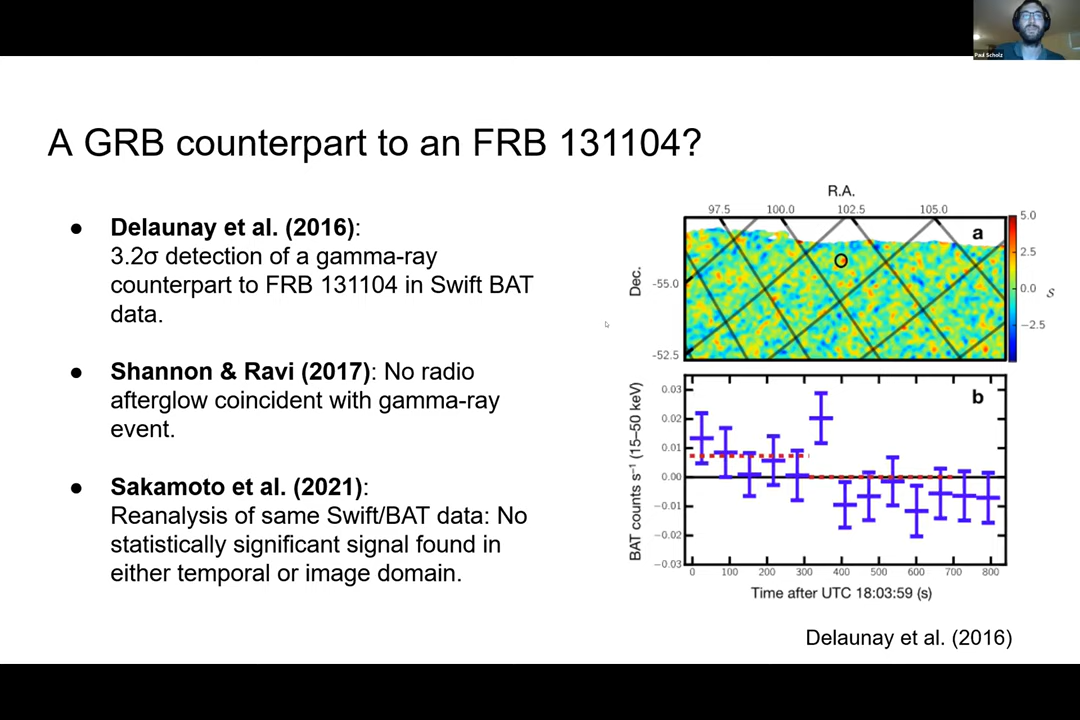 Paul Scholz
A GRB counterpart to an FRB 131104?
● Delaunay et al. (2016):
3.2σ detection of a gamma-ray
counterpart to FRB 131104 in Swift BAT
data.
● Shannon & Ravi (2017): No radio
afterglow coincident with gamma-ray
event.
● Sakamoto et al. (2021):
Reanalysis of same Swift/BAT data: No
statistically significant signal found in
either temporal or image domain.
R.A.
97.5 100.0 102.5 105.0
a
Dec.
-55.0
-52.5
5.0
2.5
0.0
−2.5
S
b
BAT counts s⁻¹ (15–50 keV)
0.03
0.02
0.01
0.00
−0.01
−0.02
−0.03
0 100 200 300 400 500 600 700 800
Time after UTC 18:03:59 (s)
Delaunay et al. (2016)